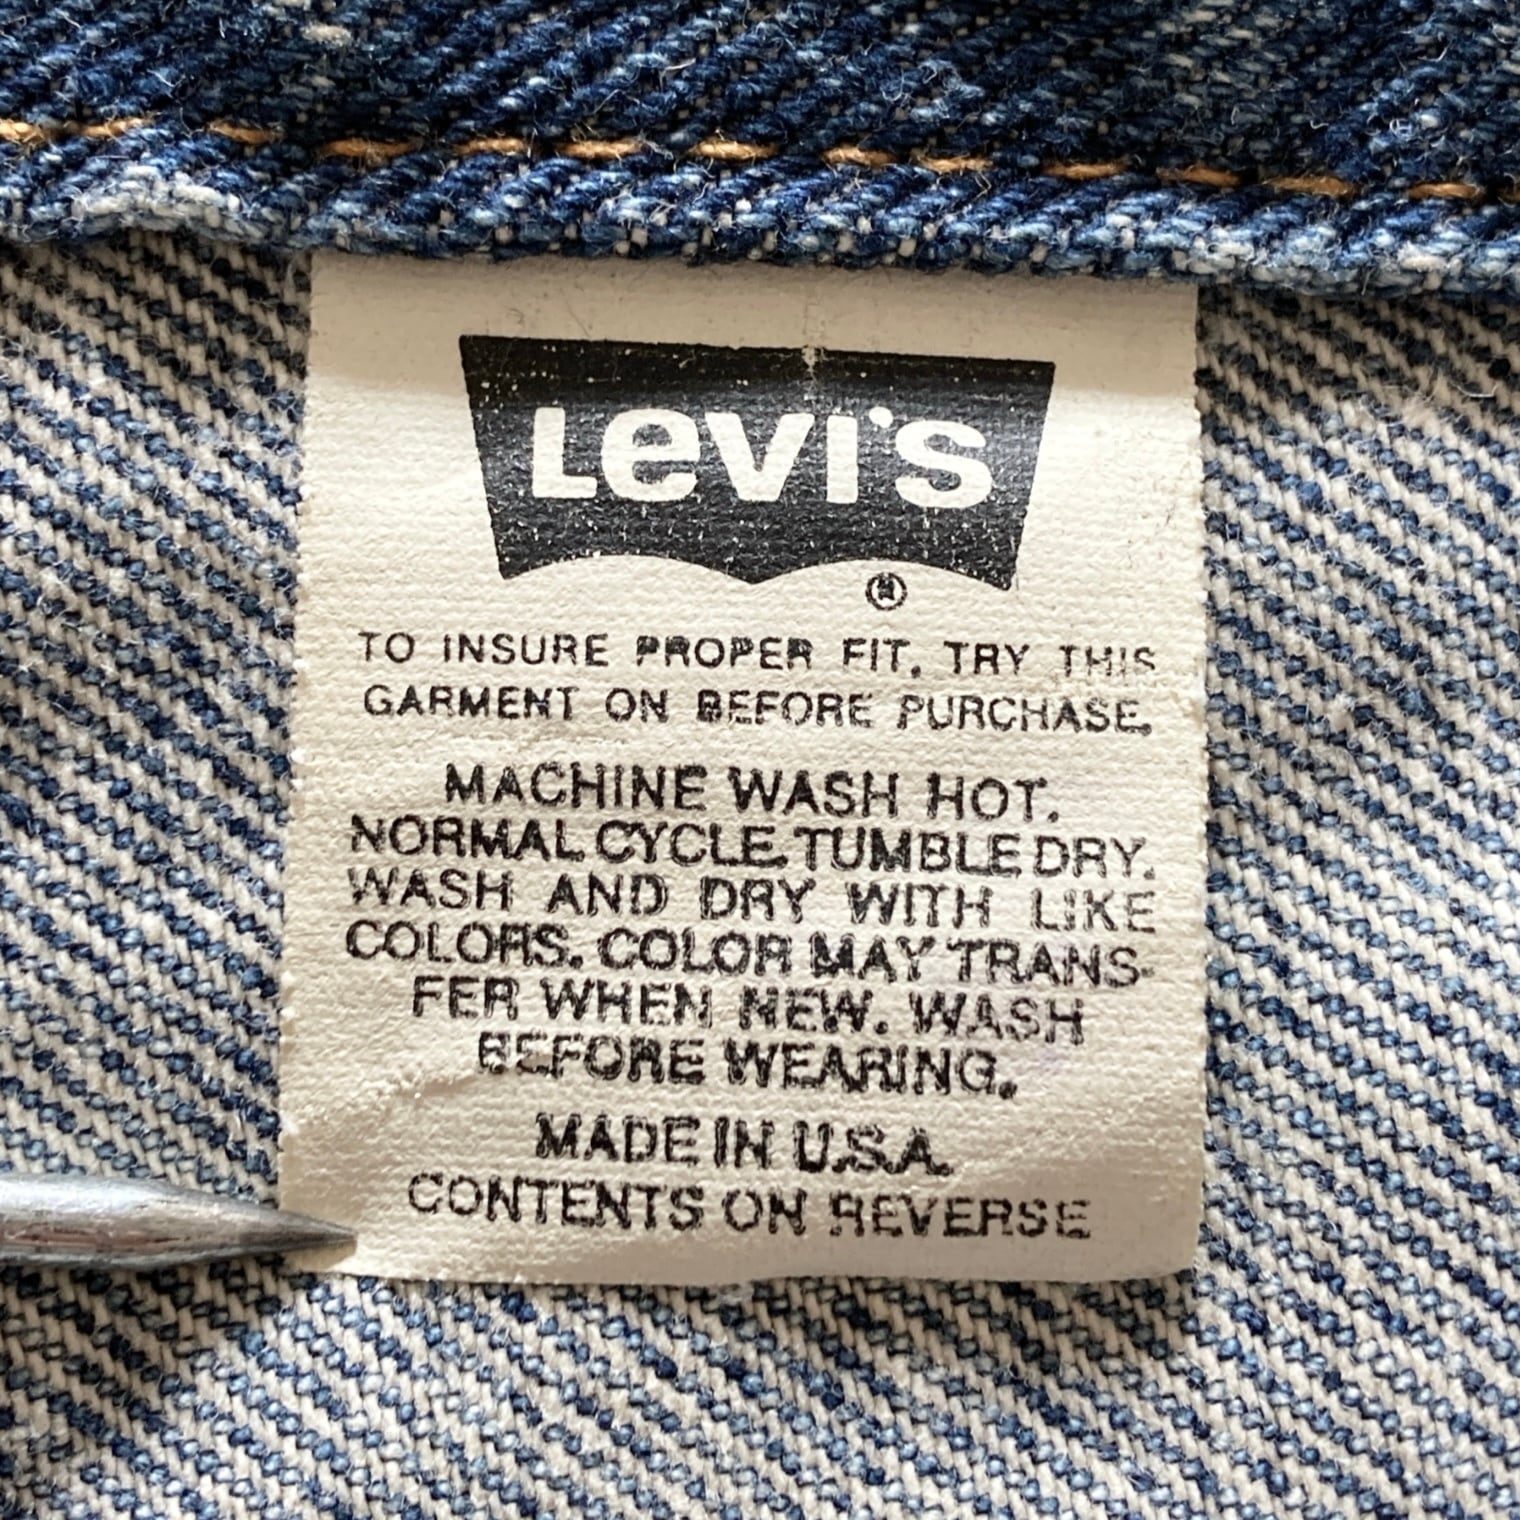 Levi's
®
TO INSURE PROPER FIT, TRY THIS
GARMENT ON BEFORE PURCHASE.
MACHINE WASH HOT.
NORMAL CYCLE. TUMBLE DRY.
WASH AND DRY WITH LIKE
COLORS. COLOR MAY TRANS-
FER WHEN NEW. WASH
BEFORE WEARING.
MADE IN U.S.A.
CONTENTS ON REVERSE